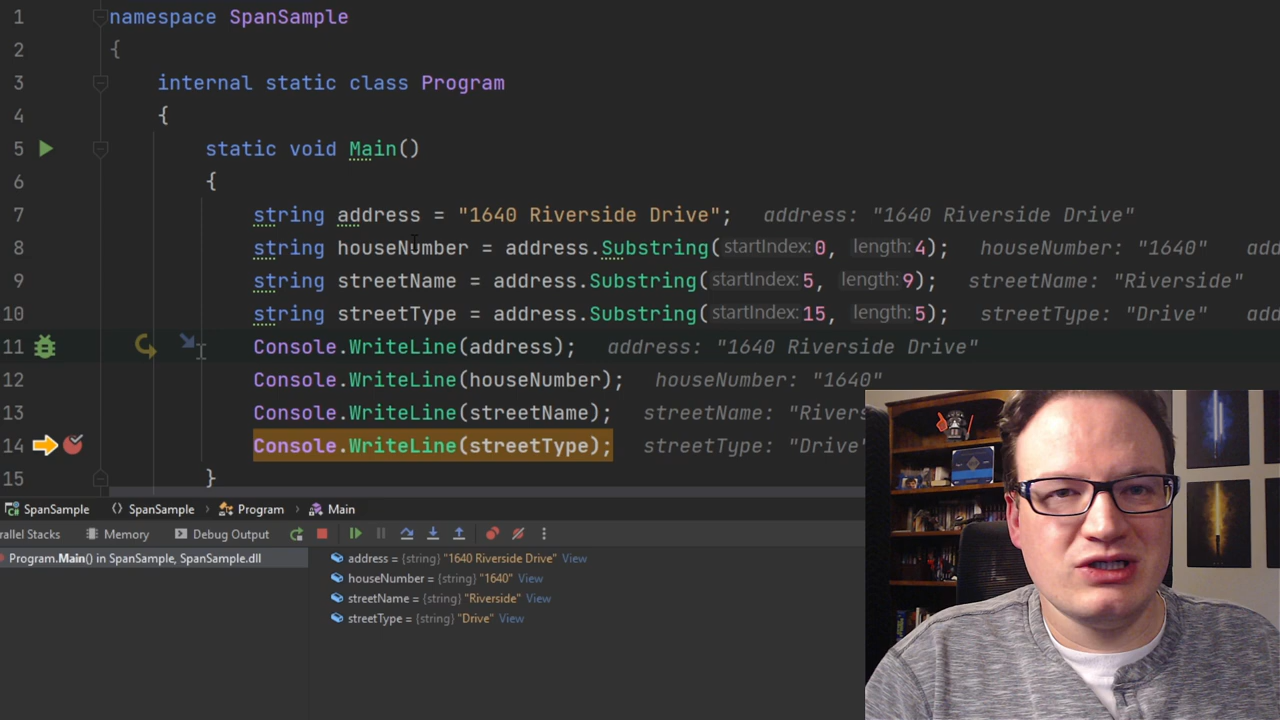 1 namespace SpanSample
2 {
3 internal static class Program
4 {
5 static void Main()
6 {
7 string address = "1640 Riverside Drive"; address: "1640 Riverside Drive"
8 string houseNumber = address.Substring(startIndex: 0, length: 4); houseNumber: "1640" add
9 string streetName = address.Substring(startIndex: 5, length: 9); streetName: "Riverside"
10 string streetType = address.Substring(startIndex: 15, length: 5); streetType: "Drive" add
11 Console.WriteLine(address); address: "1640 Riverside Drive"
12 Console.WriteLine(houseNumber); houseNumber: "1640"
13 Console.WriteLine(streetName); streetName: "Rivers
14 Console.WriteLine(streetType); streetType: "Drive"
15 }
SpanSample SpanSample Program Main
rallel Stacks Memory Debug Output
Program.Main() in SpanSample, SpanSample.dll
address = {string} "1640 Riverside Drive" View
houseNumber = {string} "1640" View
streetName = {string} "Riverside" View
streetType = {string} "Drive" View